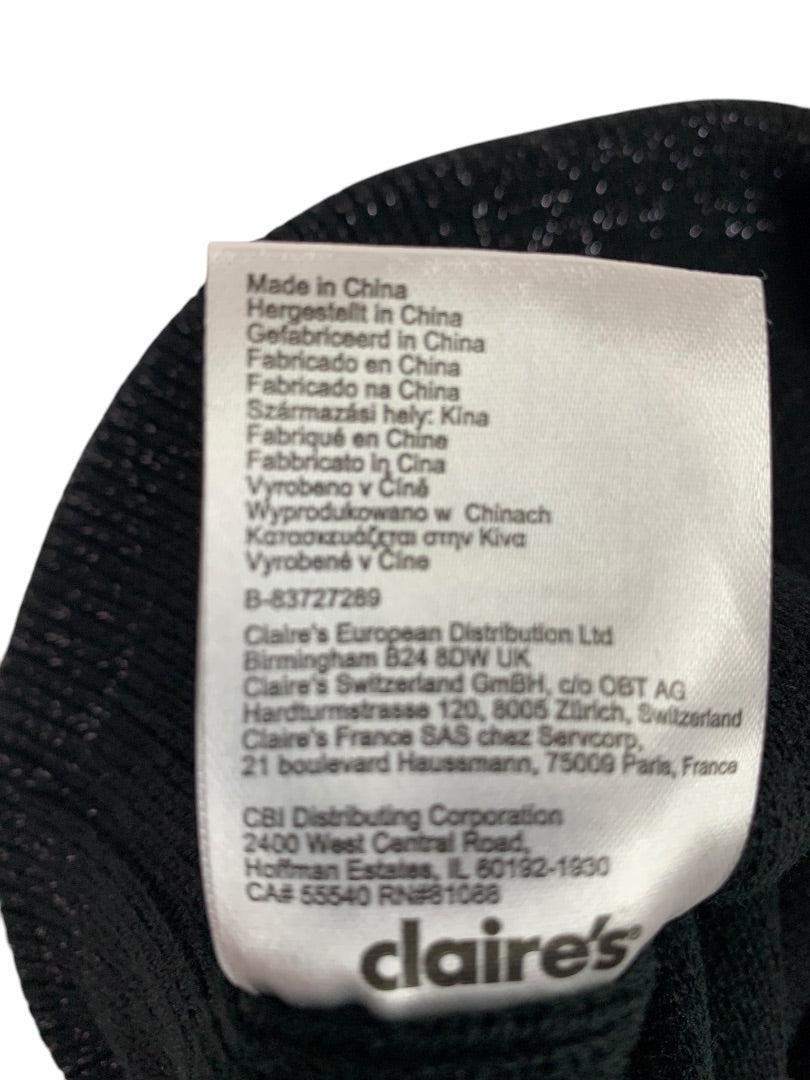 Made in China
Hergestellt in China
Gefabriceerd in China
Fabricado en China
Fabricado na China
Származási hely: Kína
Fabriqué en Chine
Fabbricato in Cina
Vyrobeno v Číně
Wyprodukowano w Chinach
Κατασκευάζεται στην Κίνα
Vyrobené v Číne
B-83727289
Claire's European Distribution Ltd
Birmingham B24 8DW UK
Claire's Switzerland GmBH, c/o OBT AG
Hardturmstrasse 120, 8005 Zürich, Switzerland
Claire's France SAS chez Servcorp,
21 boulevard Haussmann, 75009 Paris, France
CBI Distributing Corporation
2400 West Central Road,
Hoffman Estates, IL 60192-1930
CA# 55540 RN#81088
claire's®